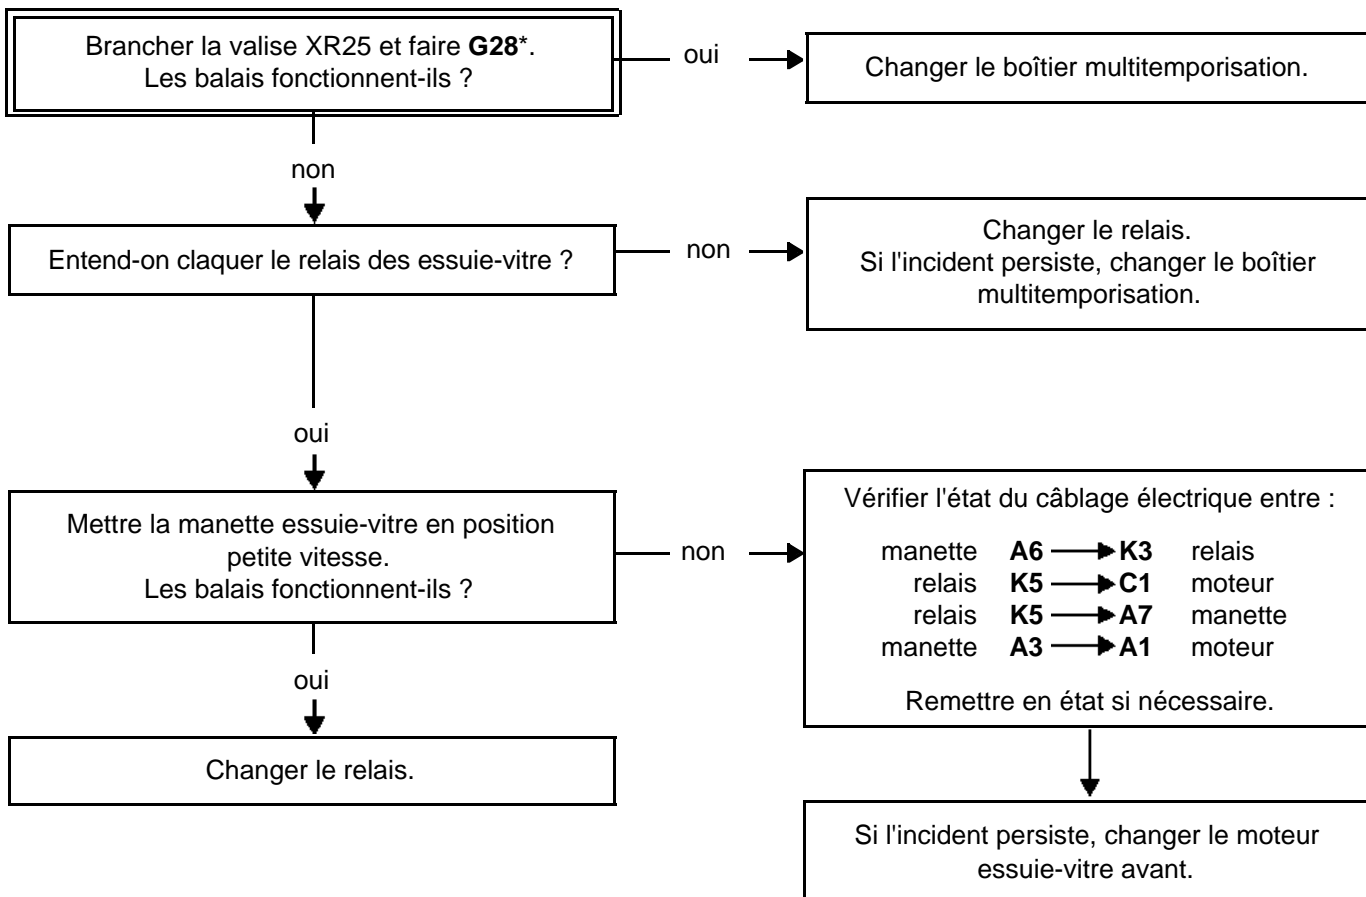 Brancher la valise XR25 et faire G28*.
Les balais fonctionnent-ils ?
oui
Changer le boîtier multitemporisation.
non
Entend-on claquer le relais des essuie-vitre ?
non
Changer le relais.
Si l'incident persiste, changer le boîtier
multitemporisation.
oui
Mettre la manette essuie-vitre en position
petite vitesse.
Les balais fonctionnent-ils ?
non
Vérifier l'état du câblage électrique entre :
manette A6 K3 relais
relais K5 C1 moteur
relais K5 A7 manette
manette A3 A1 moteur
Remettre en état si nécessaire.
oui
Changer le relais.
Si l'incident persiste, changer le moteur
essuie-vitre avant.